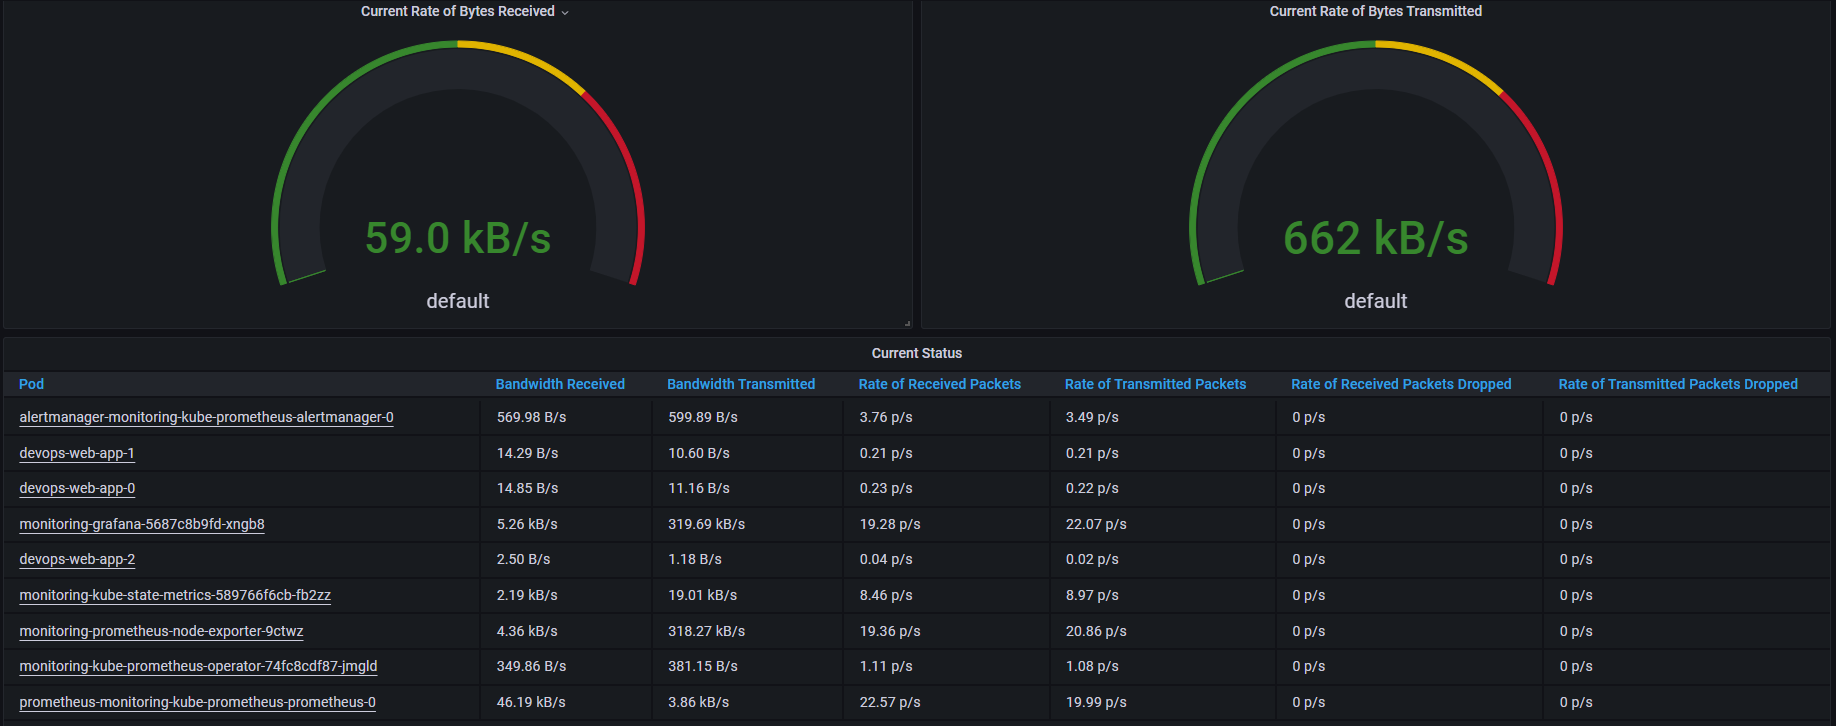 Current Rate of Bytes Received
Current Rate of Bytes Transmitted
59.0 kB/s
662 kB/s
default
default
Current Status
Pod Bandwidth Received Bandwidth Transmitted Rate of Received Packets Rate of Transmitted Packets Rate of Received Packets Dropped Rate of Transmitted Packets Dropped
alertmanager-monitoring-kube-prometheus-alertmanager-0 569.98 B/s 599.89 B/s 3.76 p/s 3.49 p/s 0 p/s 0 p/s
devops-web-app-1 14.29 B/s 10.60 B/s 0.21 p/s 0.21 p/s 0 p/s 0 p/s
devops-web-app-0 14.85 B/s 11.16 B/s 0.23 p/s 0.22 p/s 0 p/s 0 p/s
monitoring-grafana-5687c8b9fd-xngb8 5.26 kB/s 319.69 kB/s 19.28 p/s 22.07 p/s 0 p/s 0 p/s
devops-web-app-2 2.50 B/s 1.18 B/s 0.04 p/s 0.02 p/s 0 p/s 0 p/s
monitoring-kube-state-metrics-589766f6cb-fb2zz 2.19 kB/s 19.01 kB/s 8.46 p/s 8.97 p/s 0 p/s 0 p/s
monitoring-prometheus-node-exporter-9ctwz 4.36 kB/s 318.27 kB/s 19.36 p/s 20.86 p/s 0 p/s 0 p/s
monitoring-kube-prometheus-operator-74fc8cdf87-jmgld 349.86 B/s 381.15 B/s 1.11 p/s 1.08 p/s 0 p/s 0 p/s
prometheus-monitoring-kube-prometheus-prometheus-0 46.19 kB/s 3.86 kB/s 22.57 p/s 19.99 p/s 0 p/s 0 p/s